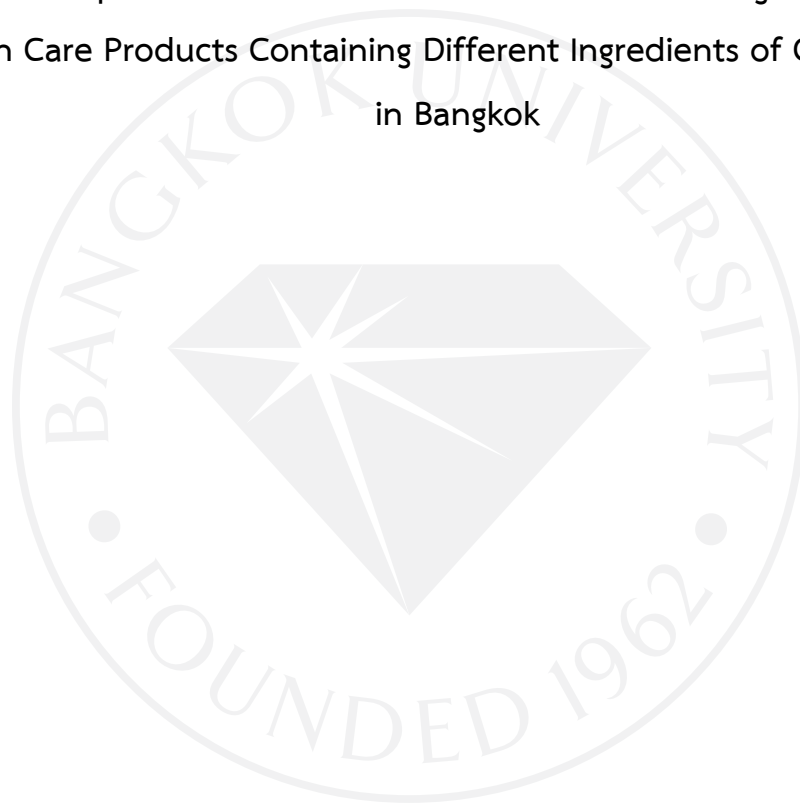 Care Products Containing Different Ingredients of
in Bangkok
BANGKOK UNIVERSITY
FOUNDED 1962